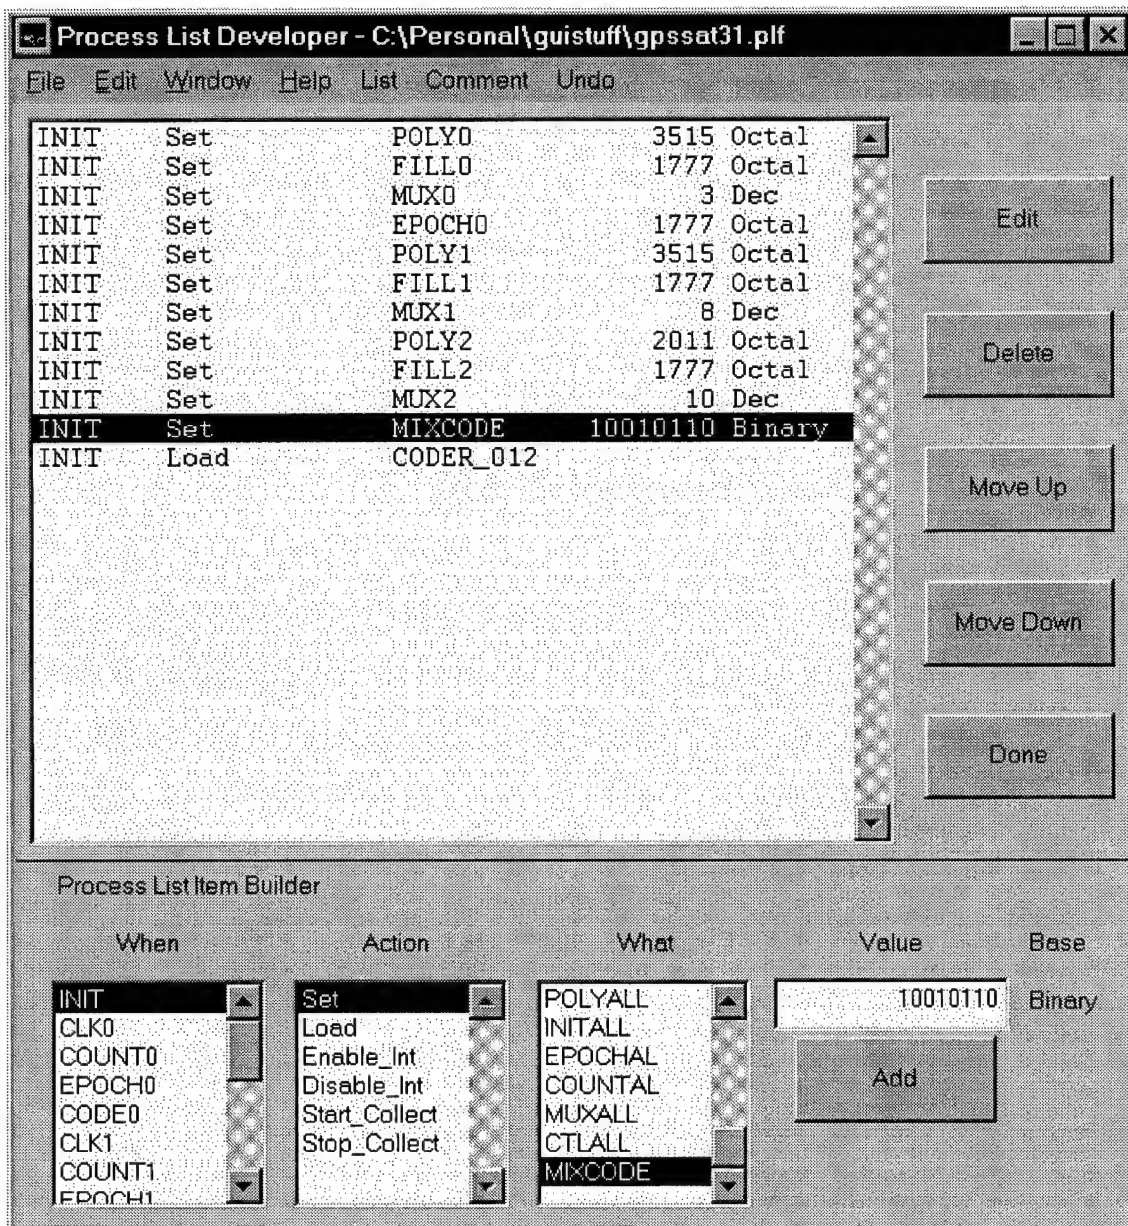 Process List Developer - C:\Personal\guistuff\gpssat31.plf
File Edit Window Help List Comment Undo
INIT Set POLY0 3515 Octal
INIT Set FILL0 1777 Octal
INIT Set MUX0 3 Dec
INIT Set EPOCH0 1777 Octal
INIT Set POLY1 3515 Octal
INIT Set FILL1 1777 Octal
INIT Set MUX1 8 Dec
INIT Set POLY2 2011 Octal
INIT Set FILL2 1777 Octal
INIT Set MUX2 10 Dec
INIT Set MIXCODE 10010110 Binary
INIT Load CODER_012
Edit
Delete
Move Up
Move Down
Done
Process List Item Builder
When Action What Value Base
INIT Set POLYALL 10010110 Binary
CLK0 Load INITALL
COUNT0 Enable_Int EPOCHAL
EPOCH0 Disable_Int COUNTAL
CODE0 Start_Collect MUXALL
CLK1 Stop_Collect CTLALL
COUNT1 MIXCODE
EPOCH1
Add